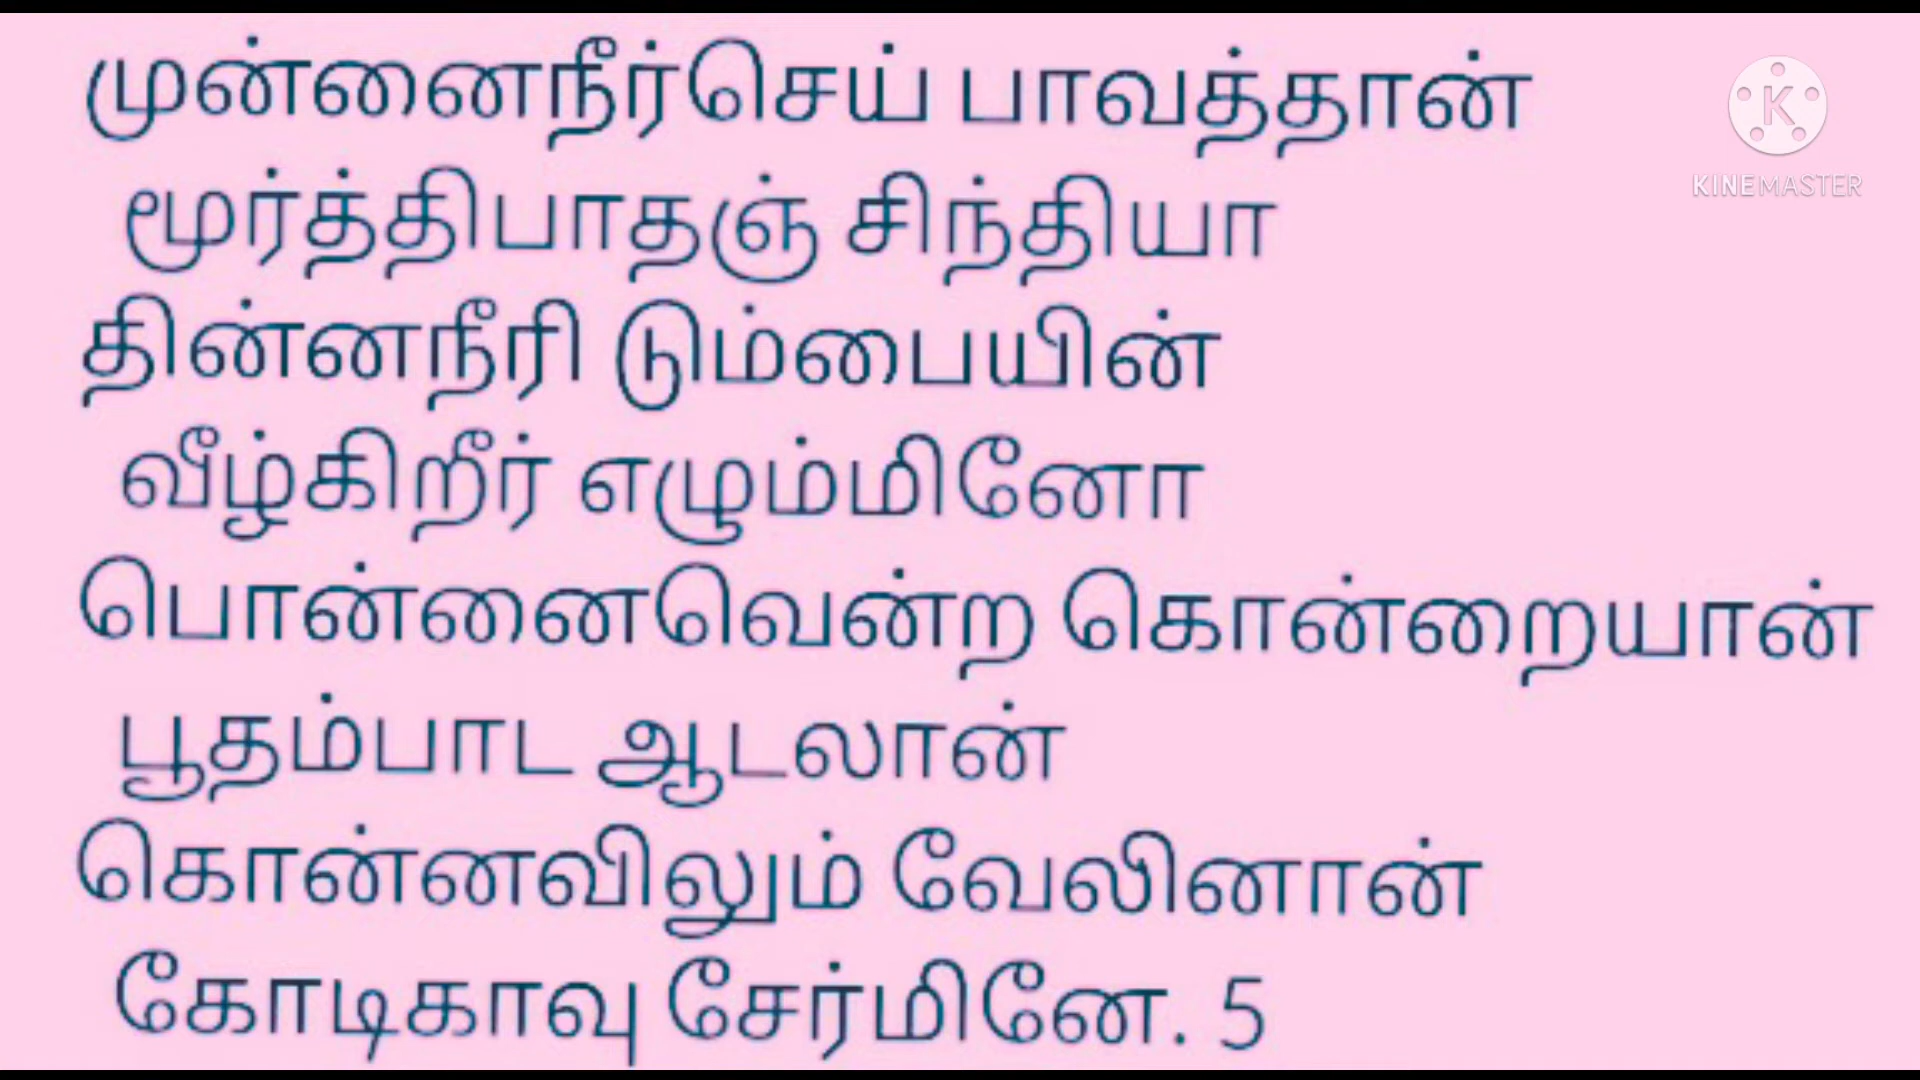 முன்னைநீர்செய் பாவத்தான்
மூர்த்திபாதஞ் சிந்தியா
தின்னநீரி டும்பையின்
வீழ்கிறீர் எழும்மினோ
பொன்னைவென்ற கொன்றையான்
பூதம்பாட ஆடலான்
கொன்னவிலும் வேலினான்
கோடிகாவு சேர்மினே. 5
K
KINEMASTER